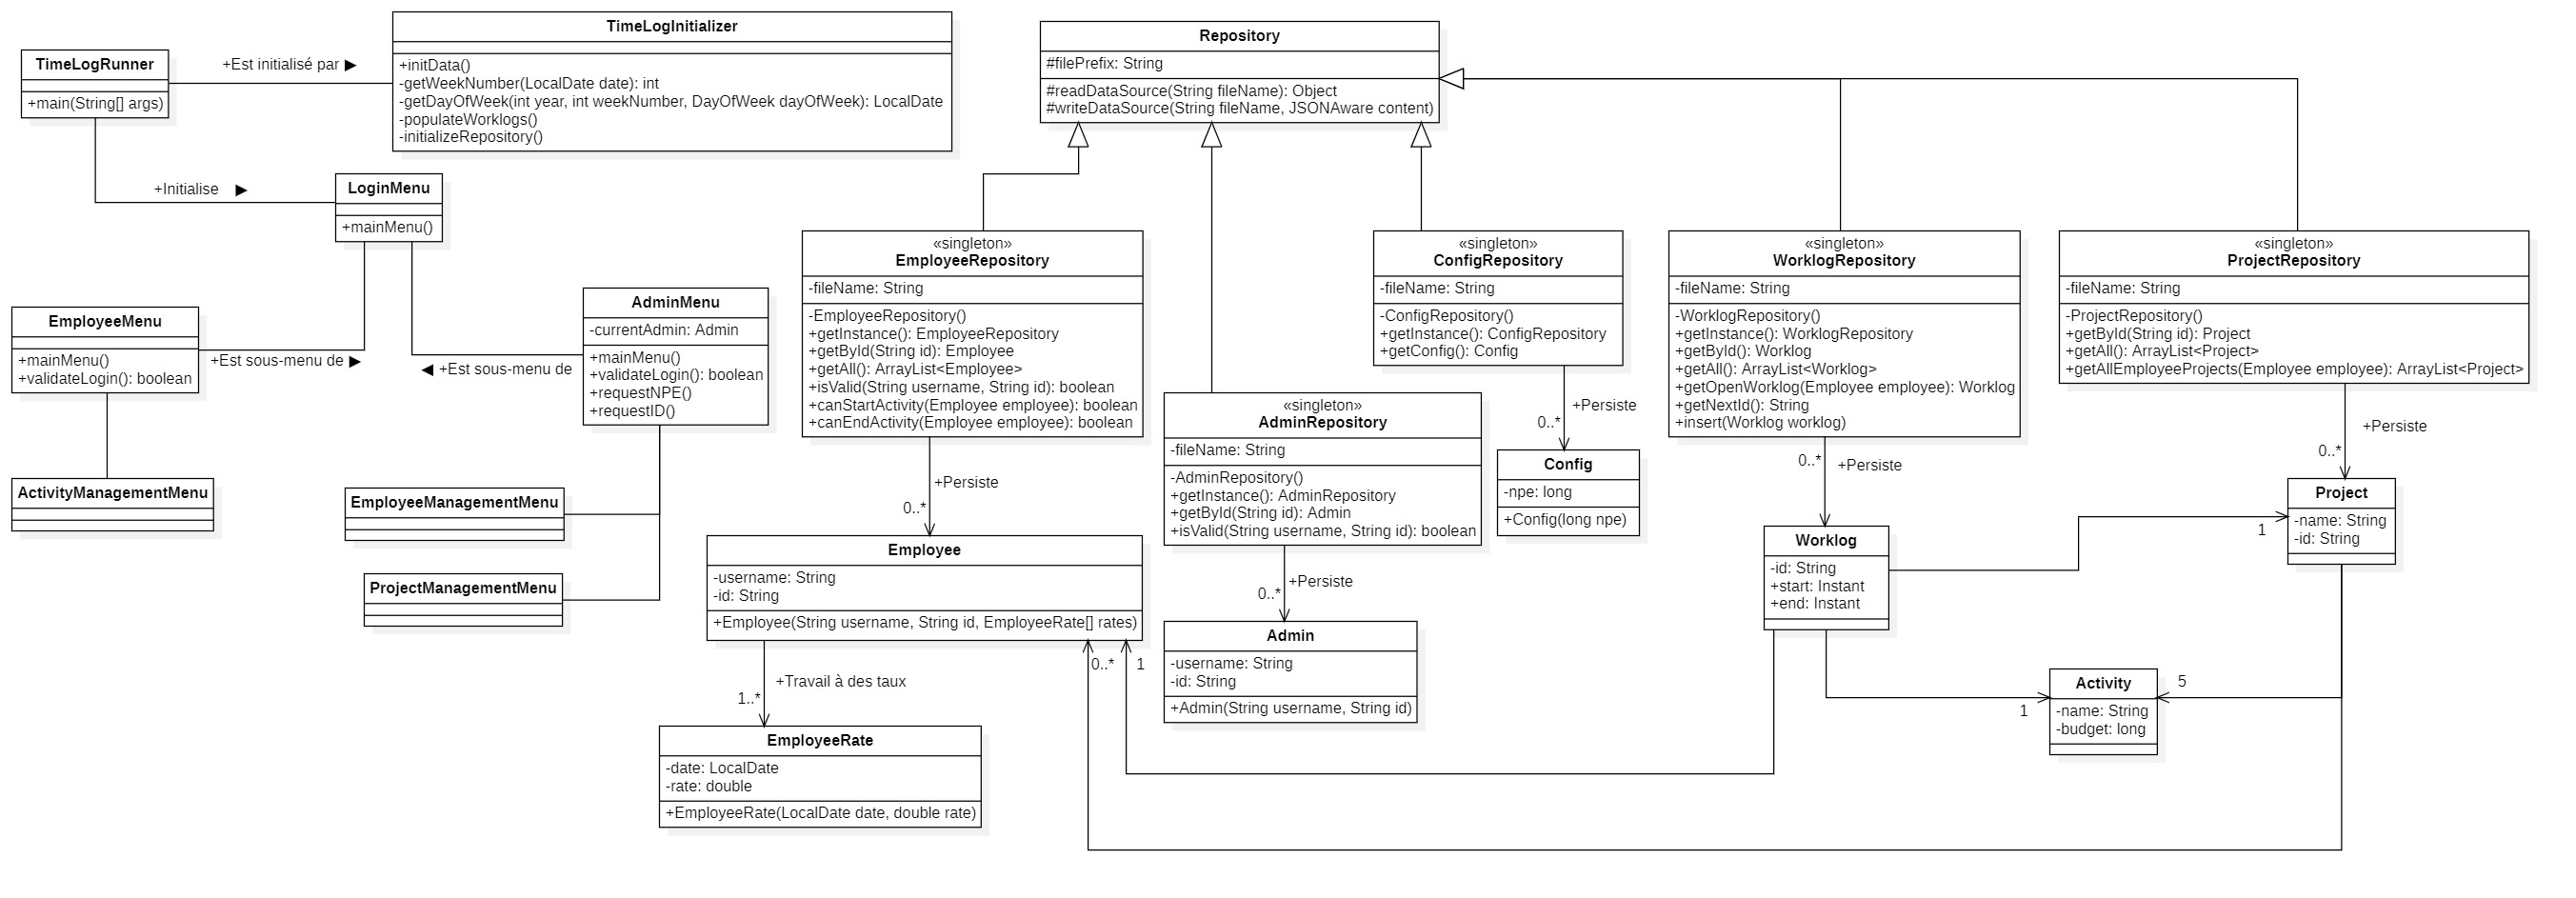 TimeLogRunner
+main(String[] args)
+Est initialisé par ▶
TimeLogInitializer
+initData()
-getWeekNumber(LocalDate date): int
-getDayOfWeek(int year, int weekNumber, DayOfWeek dayOfWeek): LocalDate
-populateWorklogs()
-initializeRepository()
Repository
#filePrefix: String
#readDataSource(String fileName): Object
#writeDataSource(String fileName, JSONAware content)
+Initialise ▶
LoginMenu
+mainMenu()
EmployeeMenu
+mainMenu()
+validateLogin(): boolean
+Est sous-menu de ▶
◀ +Est sous-menu de
AdminMenu
-currentAdmin: Admin
+mainMenu()
+validateLogin(): boolean
+requestNPE()
+requestID()
ActivityManagementMenu
EmployeeManagementMenu
ProjectManagementMenu
«singleton»
EmployeeRepository
-fileName: String
-EmployeeRepository()
+getInstance(): EmployeeRepository
+getById(String id): Employee
+getAll(): ArrayList<Employee>
+isValid(String username, String id): boolean
+canStartActivity(Employee employee): boolean
+canEndActivity(Employee employee): boolean
+Persiste
0..*
«singleton»
AdminRepository
-fileName: String
-AdminRepository()
+getInstance(): AdminRepository
+getById(String id): Admin
+isValid(String username, String id): boolean
+Persiste
0..*
«singleton»
ConfigRepository
-fileName: String
-ConfigRepository()
+getInstance(): ConfigRepository
+getConfig(): Config
+Persiste
0..*
Config
-npe: long
+Config(long npe)
«singleton»
WorklogRepository
-fileName: String
-WorklogRepository()
+getInstance(): WorklogRepository
+getById(): Worklog
+getAll(): ArrayList<Worklog>
+getOpenWorklog(Employee employee): Worklog
+getNextId(): String
+insert(Worklog worklog)
0..*
+Persiste
«singleton»
ProjectRepository
-fileName: String
-ProjectRepository()
+getById(String id): Project
+getAll(): ArrayList<Project>
+getAllEmployeeProjects(Employee employee): ArrayList<Project>
+Persiste
0..*
Project
-name: String
-id: String
1
Worklog
-id: String
+start: Instant
+end: Instant
Employee
-username: String
-id: String
+Employee(String username, String id, EmployeeRate[] rates)
0..*
1
+Travail à des taux
1..*
Admin
-username: String
-id: String
+Admin(String username, String id)
Activity
-name: String
-budget: long
5
1
EmployeeRate
-date: LocalDate
-rate: double
+EmployeeRate(LocalDate date, double rate)